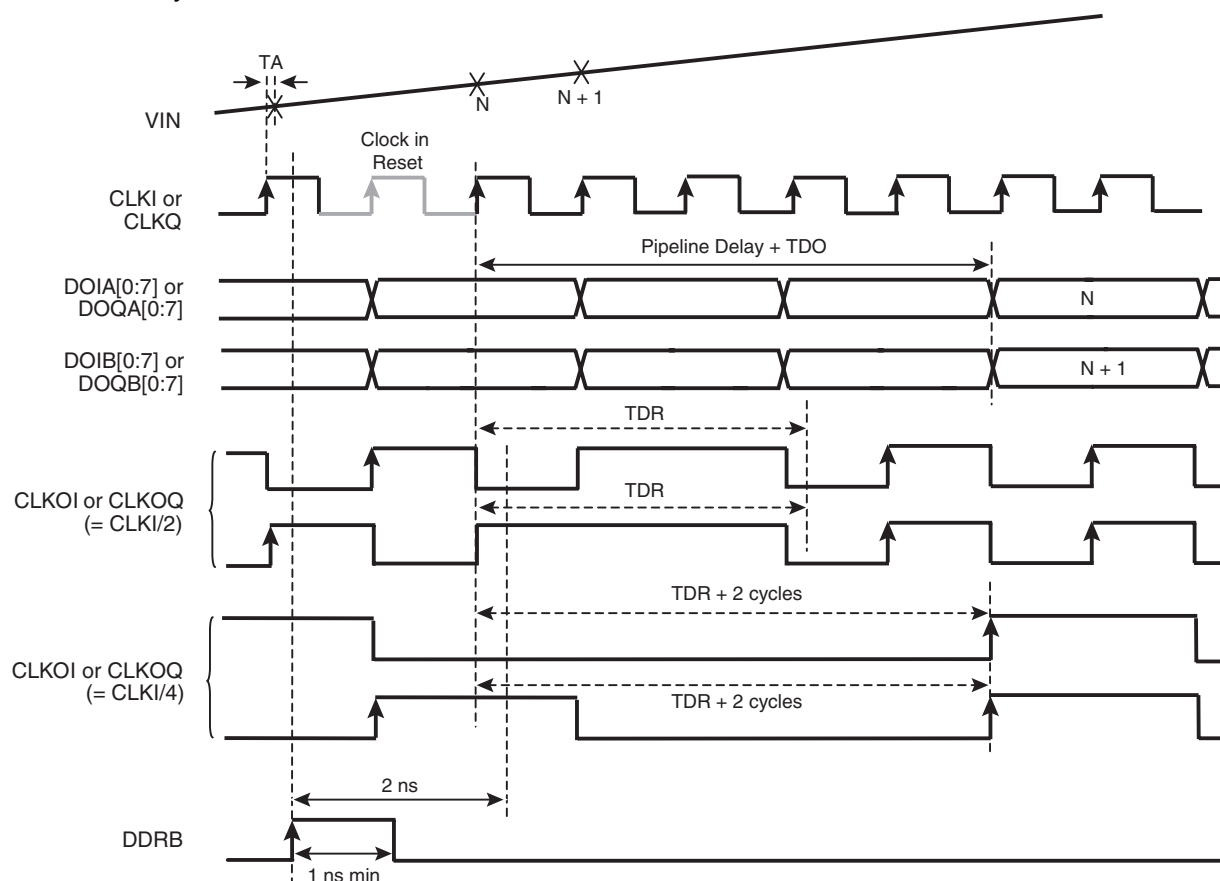 TA
VIN
N
N + 1
Clock in
Reset
CLKI or
CLKQ
Pipeline Delay + TDO
DOIA[0:7] or
DOQA[0:7]
N
DOIB[0:7] or
DOQB[0:7]
N + 1
TDR
CLKOI or CLKOQ
(= CLKI/2)
TDR
TDR + 2 cycles
CLKOI or CLKOQ
(= CLKI/4)
TDR + 2 cycles
2 ns
DDRB
1 ns min